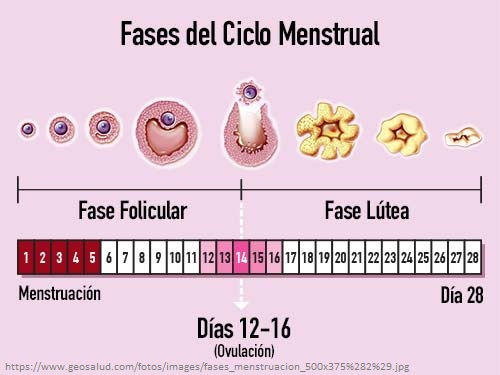 Fases del Ciclo Menstrual
Fase Folicular
Fase Lútea
1 2 3 4 5 6 7 8 9 10 11 12 13 14 15 16 17 18 19 20 21 22 23 24 25 26 27 28
Menstruación
Día 28
Días 12-16
(Ovulación)
https://www.geosalud.com/fotos/images/fases_menstruacion_500x375%282%29.jpg